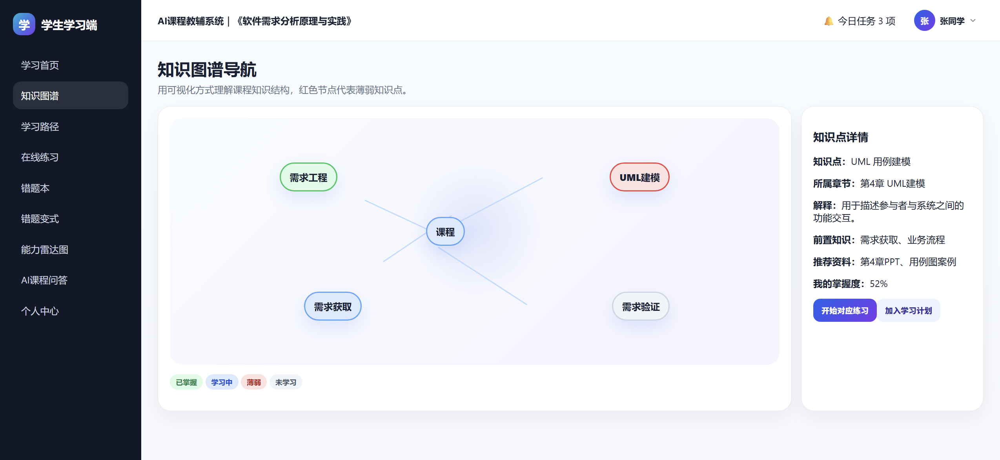 学 学生学习端
学习首页
知识图谱
学习路径
在线练习
错题本
错题变式
能力雷达图
AI课程问答
个人中心
AI课程教辅系统｜《软件需求分析原理与实践》
今日任务 3 项
张 张同学
知识图谱导航
用可视化方式理解课程知识结构，红色节点代表薄弱知识点。
需求工程
UML建模
课程
需求获取
需求验证
已掌握 学习中 薄弱 未学习
知识点详情
知识点：UML 用例建模
所属章节：第4章 UML建模
解释：用于描述参与者与系统之间的
功能交互。
前置知识：需求获取、业务流程
推荐资料：第4章PPT、用例图案例
我的掌握度：52%
开始对应练习 加入学习计划